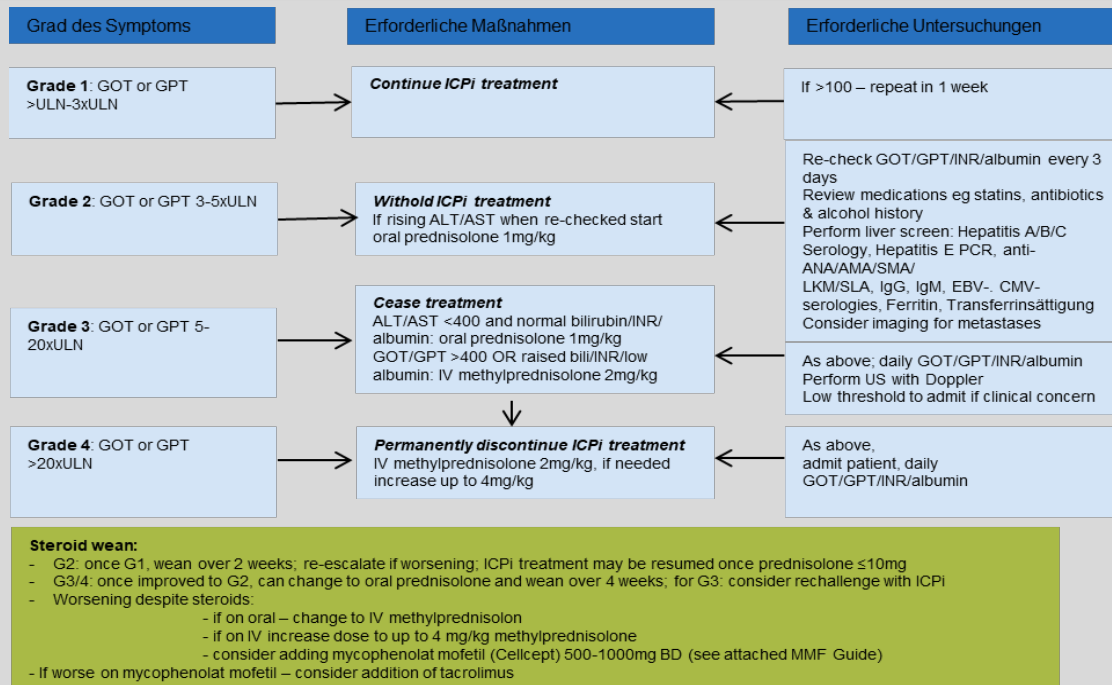 Grad des Symptoms
Erforderliche Maßnahmen
Erforderliche Untersuchungen
Grade 1: GOT or GPT
>ULN-3xULN
Continue ICPi treatment
If >100 – repeat in 1 week
Grade 2: GOT or GPT 3-5xULN
Withold ICPi treatment
If rising ALT/AST when re-checked start
oral prednisolone 1mg/kg
Re-check GOT/GPT/INR/albumin every 3
days
Review medications eg statins, antibiotics
& alcohol history
Perform liver screen: Hepatitis A/B/C
Serology, Hepatitis E PCR, anti-
ANA/AMA/SMA/
LKM/SLA, IgG, IgM, EBV-. CMV-
serologies, Ferritin, Transferrinsättigung
Consider imaging for metastases
Grade 3: GOT or GPT 5-
20xULN
Cease treatment
ALT/AST <400 and normal bilirubin/INR/
albumin: oral prednisolone 1mg/kg
GOT/GPT >400 OR raised bili/INR/low
albumin: IV methylprednisolone 2mg/kg
As above; daily GOT/GPT/INR/albumin
Perform US with Doppler
Low threshold to admit if clinical concern
Grade 4: GOT or GPT
>20xULN
Permanently discontinue ICPi treatment
IV methylprednisolone 2mg/kg, if needed
increase up to 4mg/kg
As above,
admit patient, daily
GOT/GPT/INR/albumin
Steroid wean:
- G2: once G1, wean over 2 weeks; re-escalate if worsening; ICPi treatment may be resumed once prednisolone ≤10mg
- G3/4: once improved to G2, can change to oral prednisolone and wean over 4 weeks; for G3: consider rechallenge with ICPi
- Worsening despite steroids:
- if on oral – change to IV methylprednisolon
- if on IV increase dose to up to 4 mg/kg methylprednisolone
- consider adding mycophenolat mofetil (Cellcept) 500-1000mg BD (see attached MMF Guide)
- If worse on mycophenolat mofetil – consider addition of tacrolimus